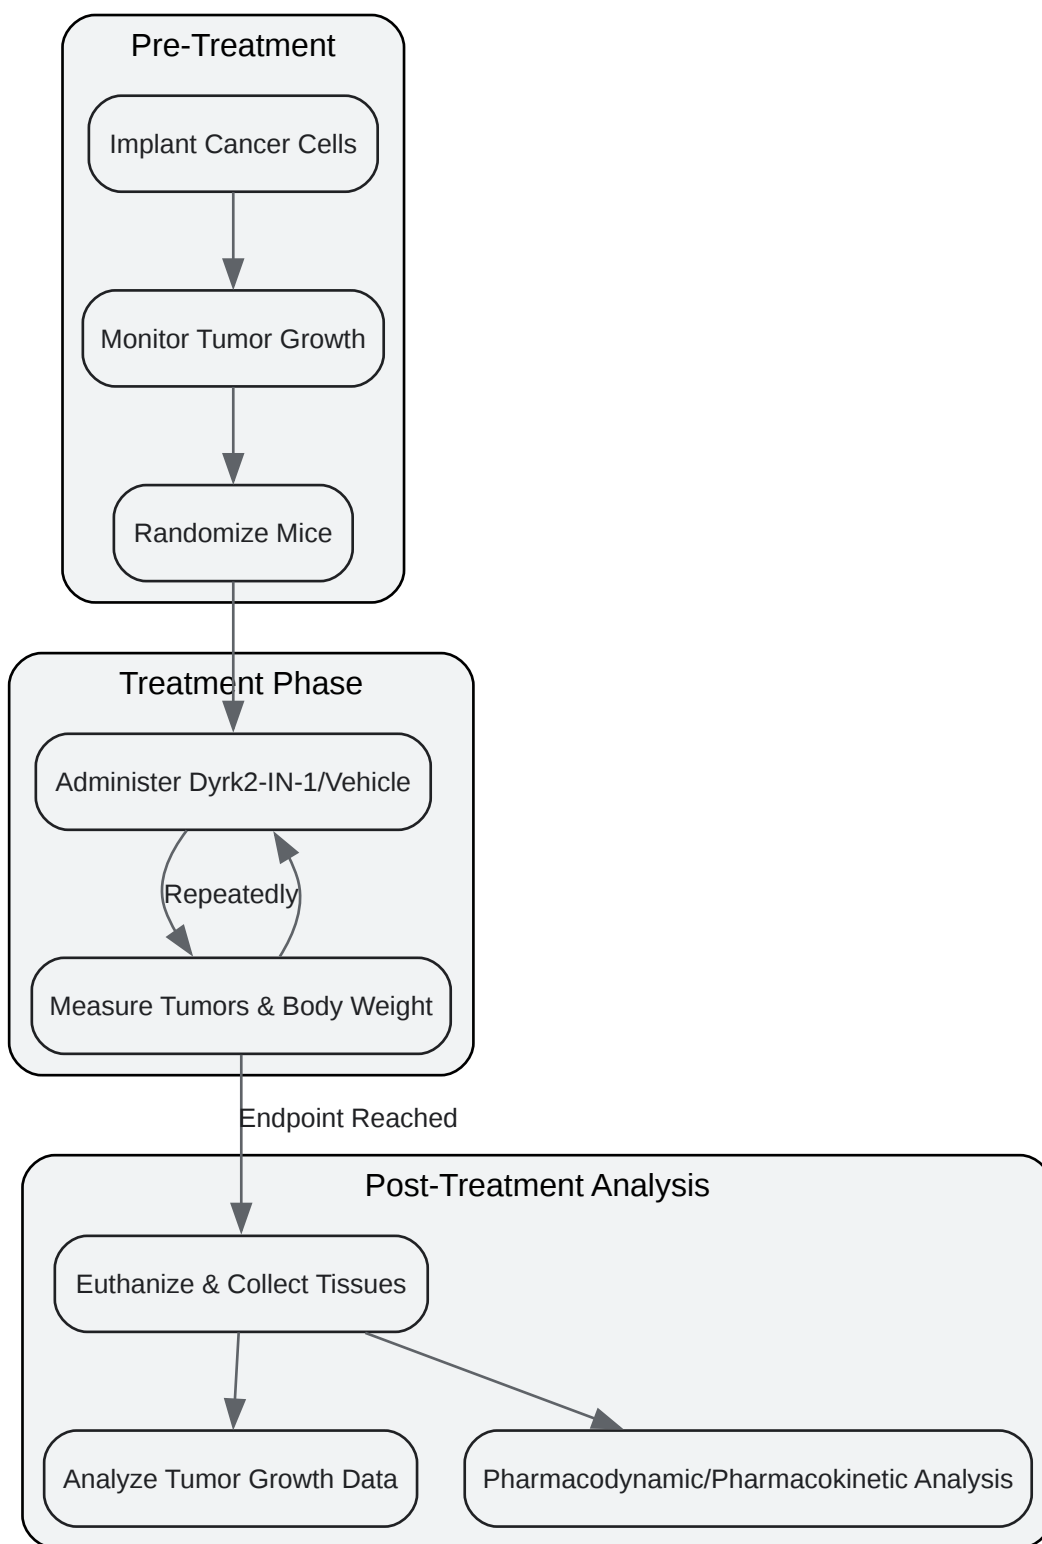 Pre-Treatment
Implant Cancer Cells
Monitor Tumor Growth
Randomize Mice
Treatment Phase
Administer Dyrk2-IN-1/Vehicle
Repeatedly
Measure Tumors & Body Weight
Endpoint Reached
Post-Treatment Analysis
Euthanize & Collect Tissues
Analyze Tumor Growth Data
Pharmacodynamic/Pharmacokinetic Analysis